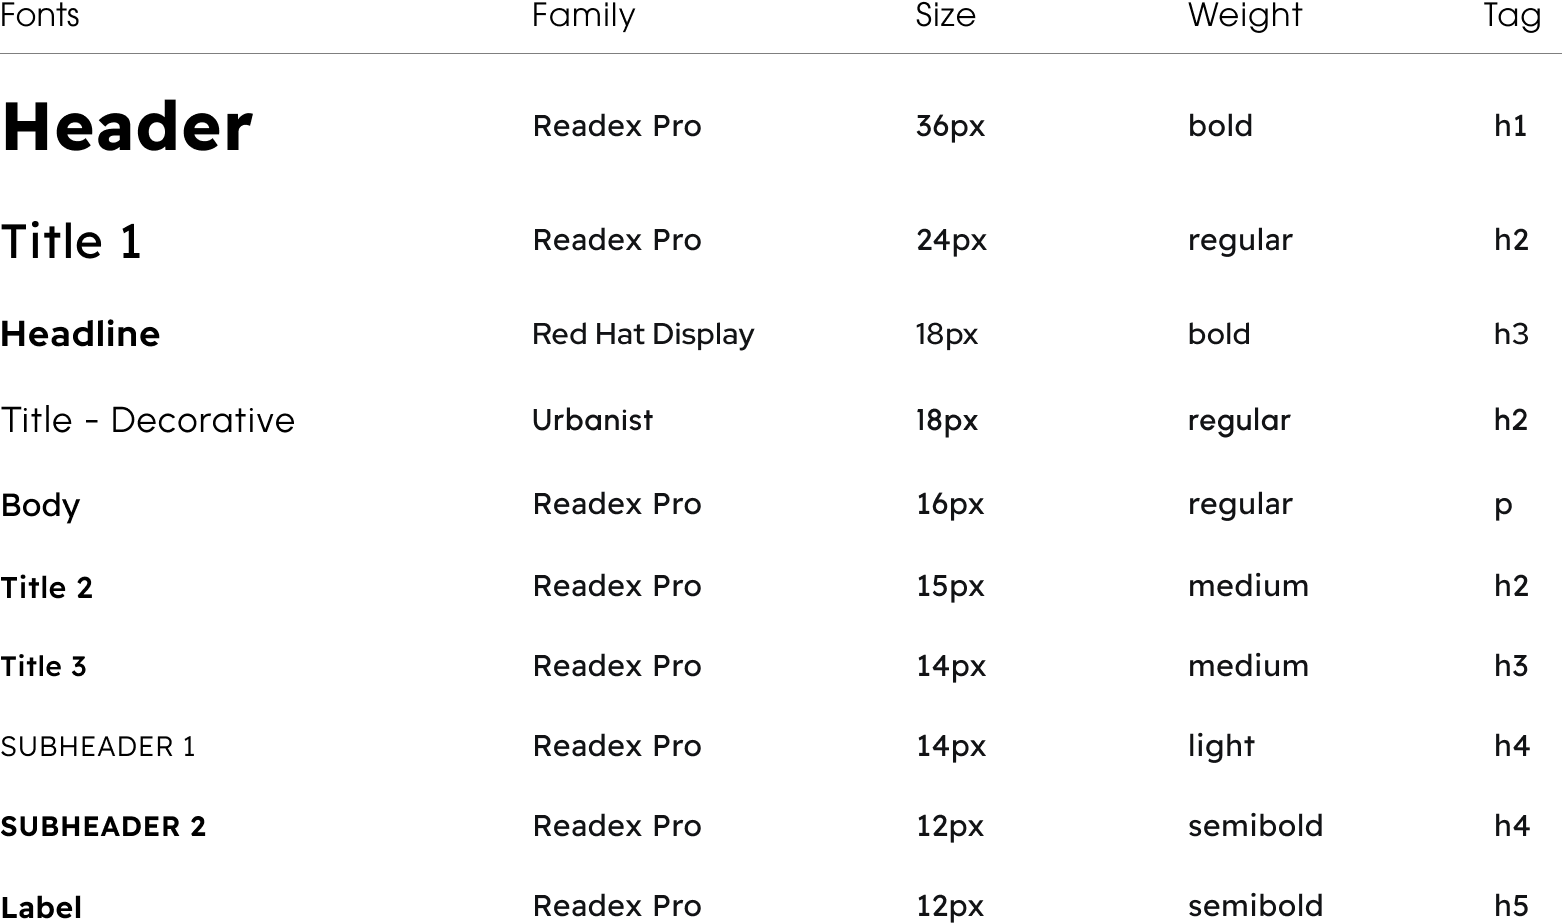 Fonts Family Size Weight Tag
Header Readex Pro 36px bold h1
Title 1 Readex Pro 24px regular h2
Headline Red Hat Display 18px bold h3
Title - Decorative Urbanist 18px regular h2
Body Readex Pro 16px regular p
Title 2 Readex Pro 15px medium h2
Title 3 Readex Pro 14px medium h3
SUBHEADER 1 Readex Pro 14px light h4
SUBHEADER 2 Readex Pro 12px semibold h4
Label Readex Pro 12px semibold h5